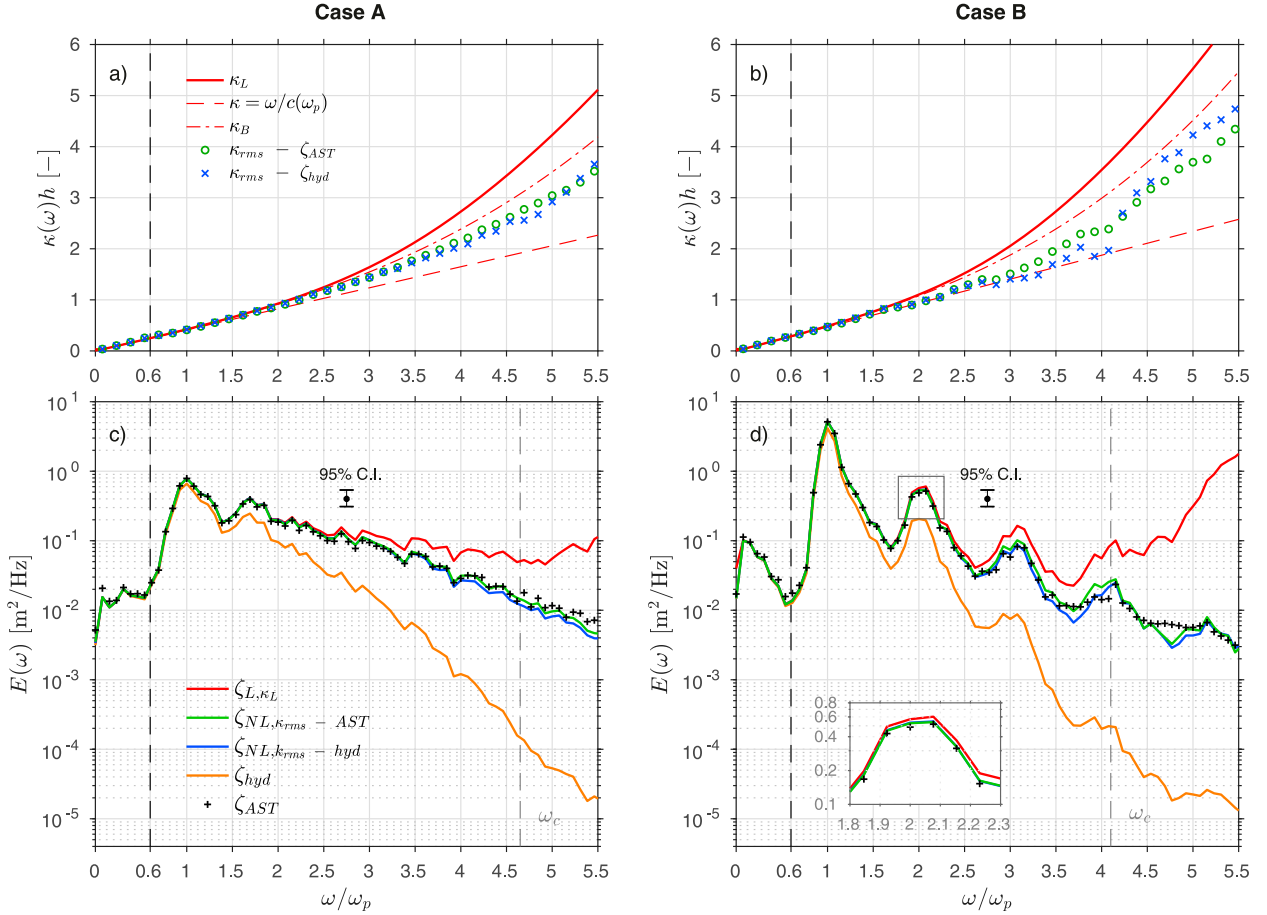 Case A
Case B
a)
κ_L
κ = ω/c(ω_p)
κ_B
κ_rms − ζ_AST
κ_rms − ζ_hyd
κ(ω)h [−]
6
5
4
3
2
1
0
0 0.6 1 1.5 2 2.5 3 3.5 4 4.5 5 5.5
b)
κ(ω)h [−]
6
5
4
3
2
1
0
0 0.6 1 1.5 2 2.5 3 3.5 4 4.5 5 5.5
c)
95% C.I.
ζ_{L,κ_L}
ζ_{NL,κ_rms} − AST
ζ_{NL,k_rms} − hyd
ζ_hyd
ζ_AST
ω_c
E(ω) [m²/Hz]
10^1
10^0
10^-1
10^-2
10^-3
10^-4
10^-5
0 0.6 1 1.5 2 2.5 3 3.5 4 4.5 5 5.5
ω/ω_p
d)
95% C.I.
0.8
0.6
0.4
0.2
0.1
1.8 1.9 2 2.1 2.2 2.3
ω_c
E(ω) [m²/Hz]
10^1
10^0
10^-1
10^-2
10^-3
10^-4
10^-5
0 0.6 1 1.5 2 2.5 3 3.5 4 4.5 5 5.5
ω/ω_p